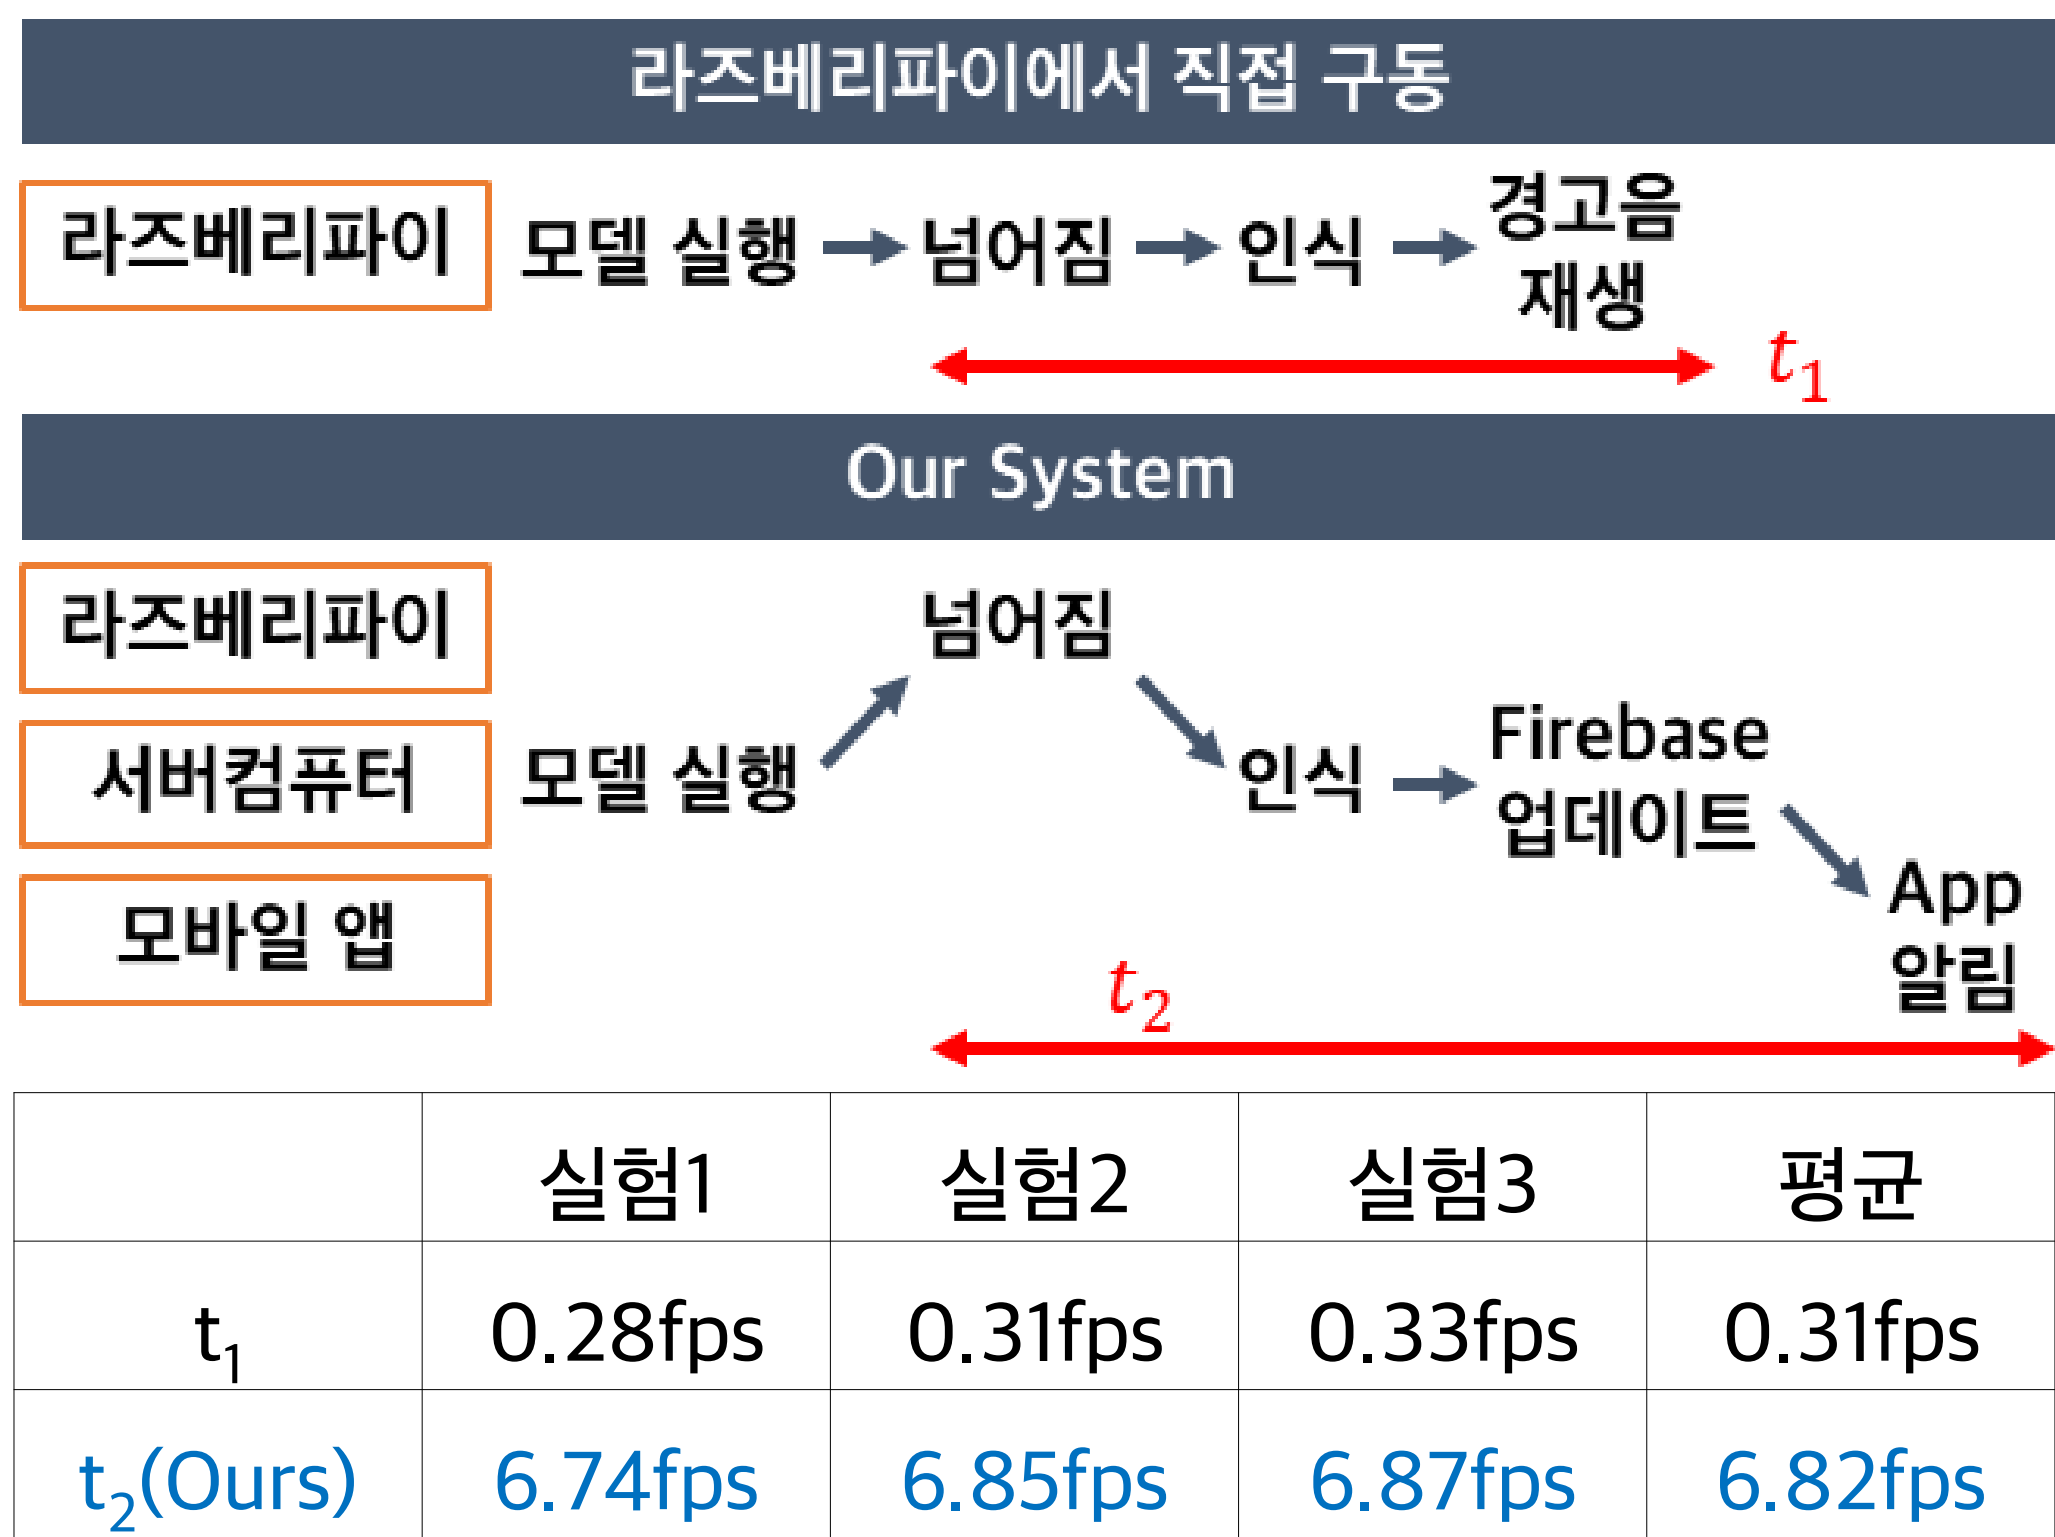 라즈베리파이에서 직접 구동
라즈베리파이 모델 실행 넘어짐 인식 경고음
재생
t₁
Our System
라즈베리파이 넘어짐
서버컴퓨터 모델 실행 인식 Firebase
업데이트
모바일 앱 App
알림
t₂
실험1 실험2 실험3 평균
t₁ 0.28fps 0.31fps 0.33fps 0.31fps
t₂(Ours) 6.74fps 6.85fps 6.87fps 6.82fps